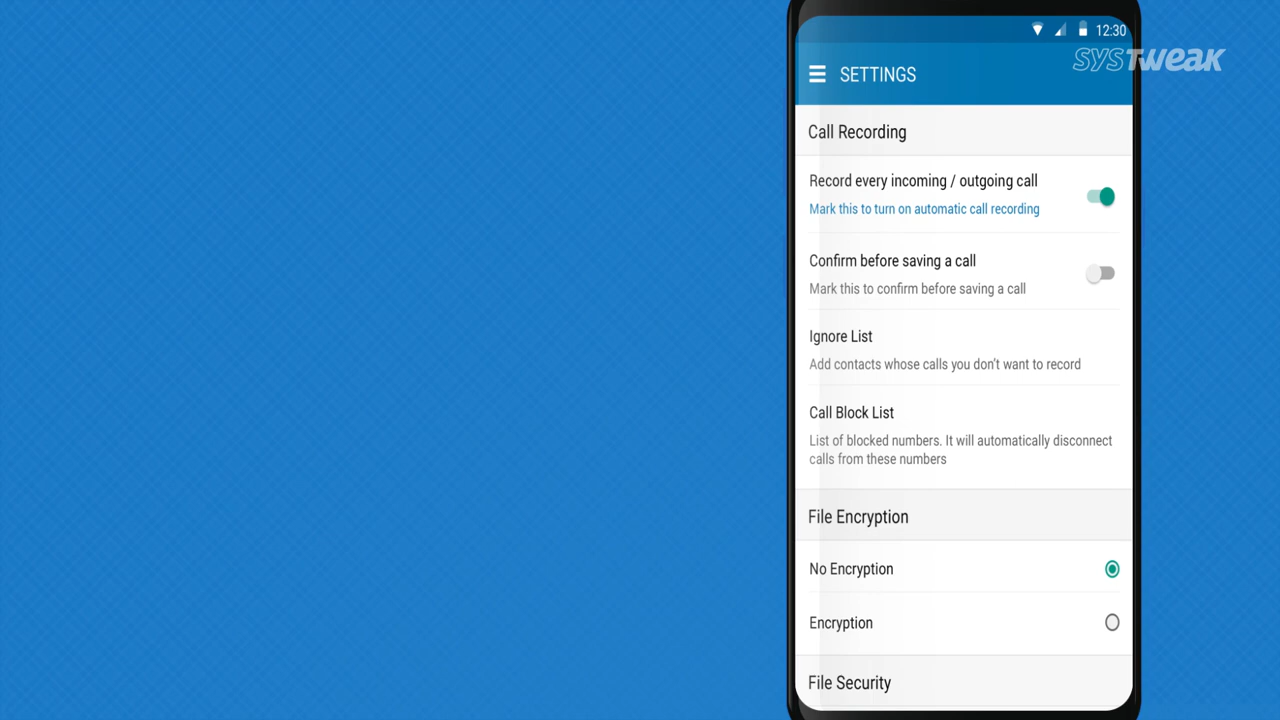 12:30
SYSTWEAK
SETTINGS
Call Recording
Record every incoming / outgoing call
Mark this to turn on automatic call recording
Confirm before saving a call
Mark this to confirm before saving a call
Ignore List
Add contacts whose calls you don't want to record
Call Block List
List of blocked numbers. It will automatically disconnect
calls from these numbers
File Encryption
No Encryption
Encryption
File Security